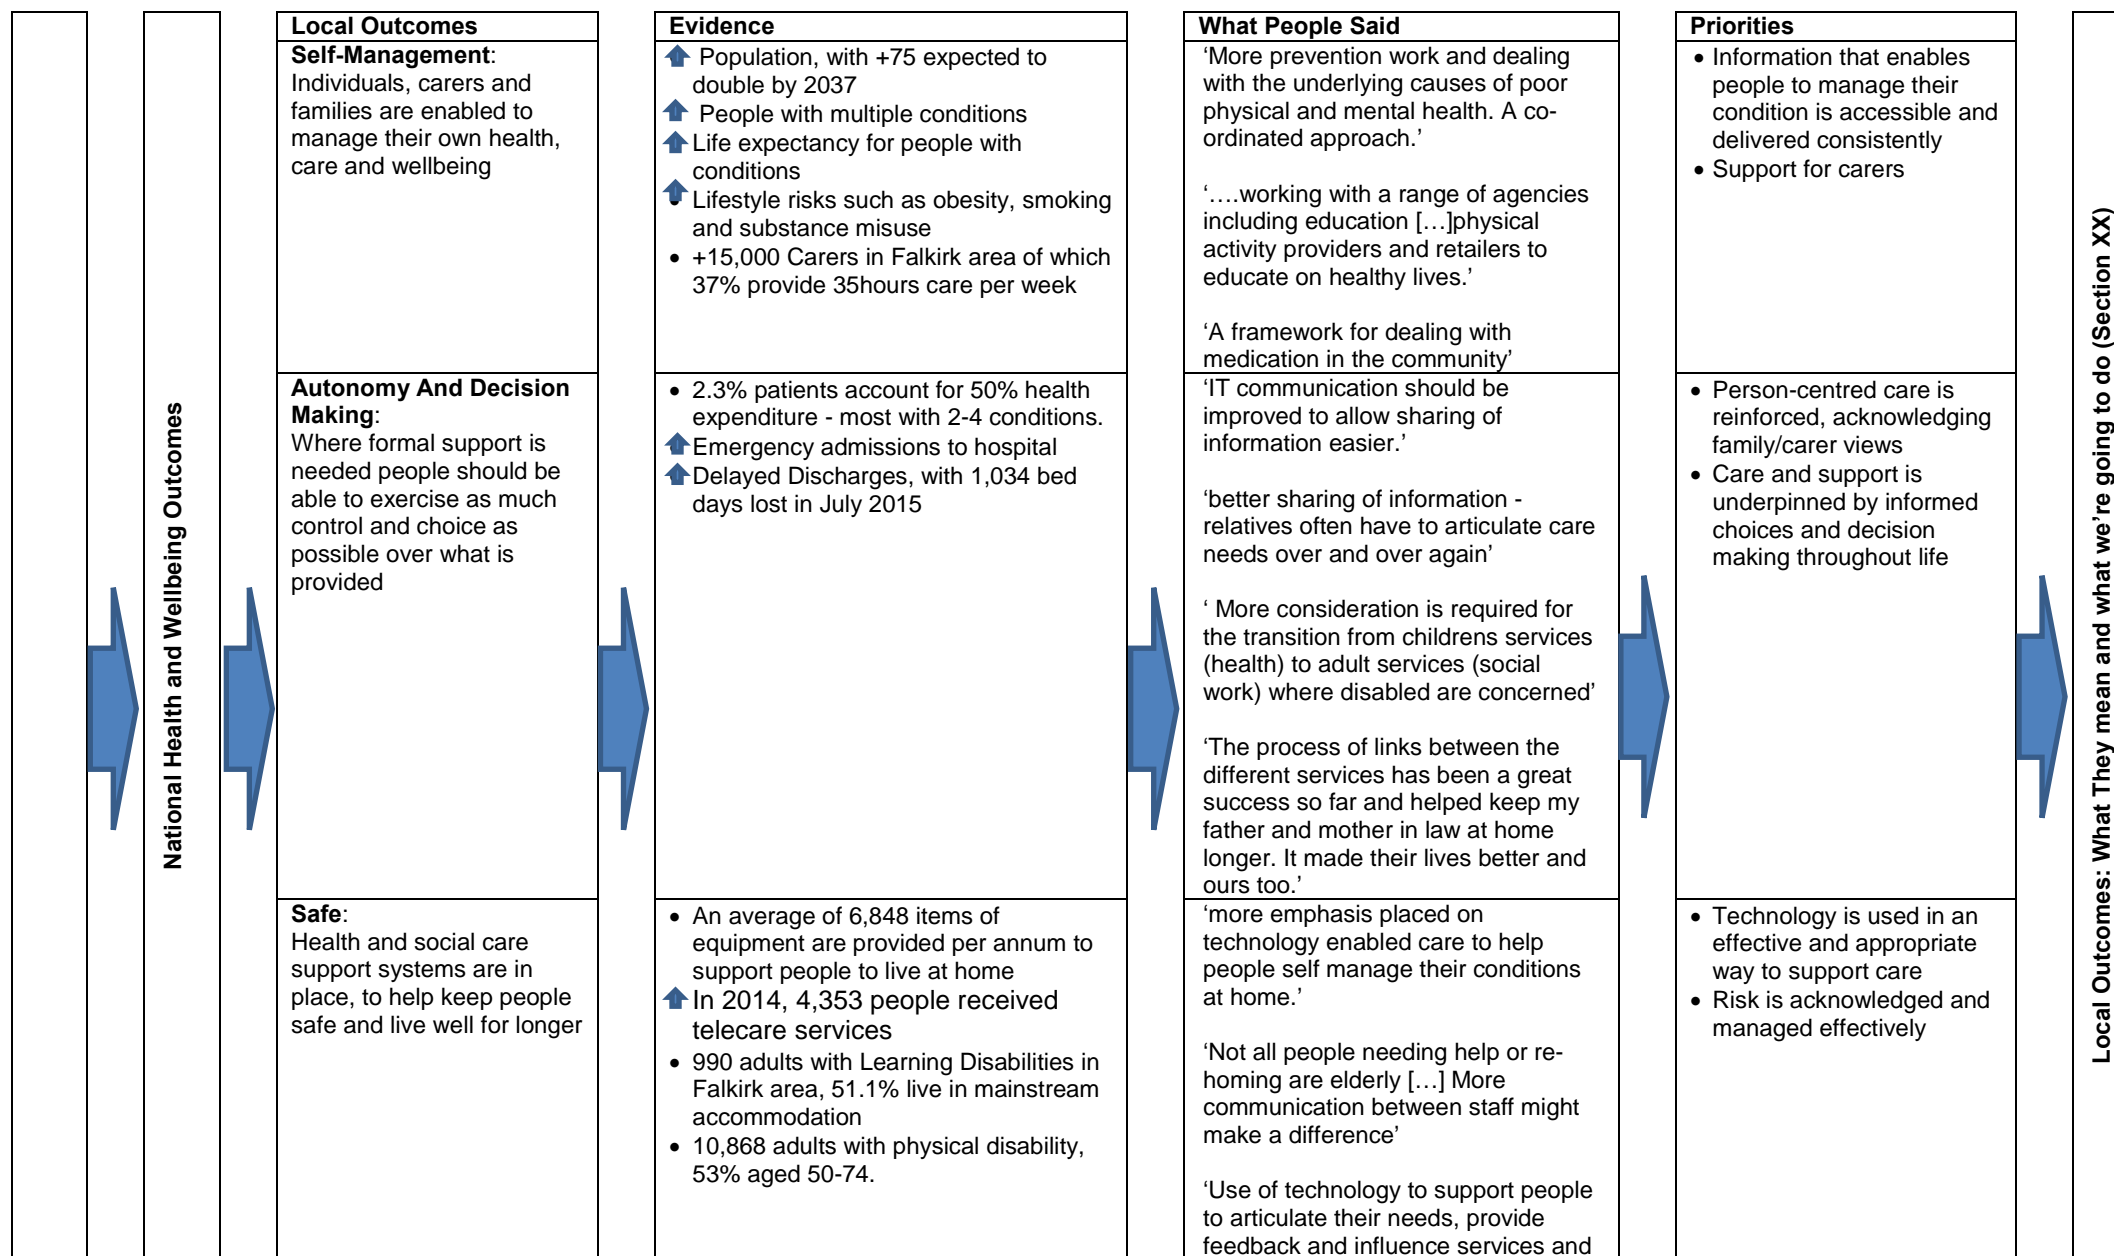 National Health and Wellbeing Outcomes
Local Outcomes
Self-Management:
Individuals, carers and
families are enabled to
manage their own health,
care and wellbeing
Autonomy And Decision
Making:
Where formal support is
needed people should be
able to exercise as much
control and choice as
possible over what is
provided
Safe:
Health and social care
support systems are in
place, to help keep people
safe and live well for longer
Evidence
Population, with +75 expected to
double by 2037
People with multiple conditions
Life expectancy for people with
conditions
• Lifestyle risks such as obesity, smoking
and substance misuse
• +15,000 Carers in Falkirk area of which
37% provide 35hours care per week
• 2.3% patients account for 50% health
expenditure - most with 2-4 conditions.
Emergency admissions to hospital
Delayed Discharges, with 1,034 bed
days lost in July 2015
• An average of 6,848 items of
equipment are provided per annum to
support people to live at home
In 2014, 4,353 people received
telecare services
• 990 adults with Learning Disabilities in
Falkirk area, 51.1% live in mainstream
accommodation
• 10,868 adults with physical disability,
53% aged 50-74.
What People Said
‘More prevention work and dealing
with the underlying causes of poor
physical and mental health. A co-
ordinated approach.’
‘….working with a range of agencies
including education […]physical
activity providers and retailers to
educate on healthy lives.’
‘A framework for dealing with
medication in the community’
‘IT communication should be
improved to allow sharing of
information easier.’
‘better sharing of information -
relatives often have to articulate care
needs over and over again’
‘ More consideration is required for
the transition from childrens services
(health) to adult services (social
work) where disabled are concerned’
‘The process of links between the
different services has been a great
success so far and helped keep my
father and mother in law at home
longer. It made their lives better and
ours too.’
‘more emphasis placed on
technology enabled care to help
people self manage their conditions
at home.’
‘Not all people needing help or re-
homing are elderly […] More
communication between staff might
make a difference’
‘Use of technology to support people
to articulate their needs, provide
feedback and influence services and
Priorities
• Information that enables
people to manage their
condition is accessible and
delivered consistently
• Support for carers
• Person-centred care is
reinforced, acknowledging
family/carer views
• Care and support is
underpinned by informed
choices and decision
making throughout life
• Technology is used in an
effective and appropriate
way to support care
• Risk is acknowledged and
managed effectively
Local Outcomes: What They mean and what we’re going to do (Section XX)